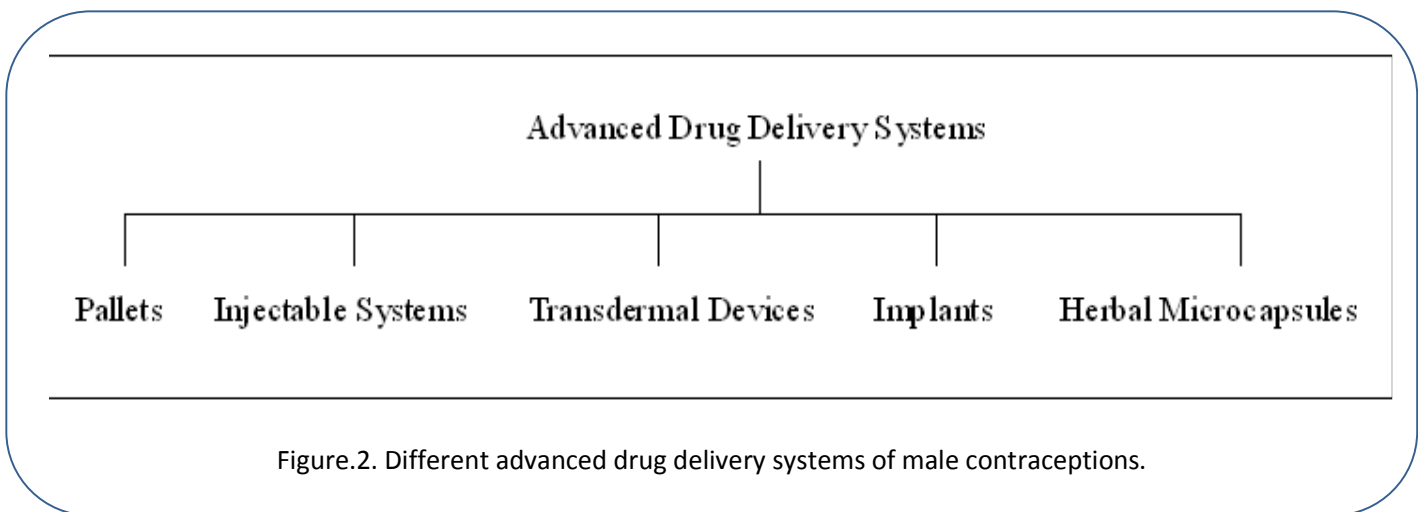 Advanced Drug Delivery Systems
Pallets Injectable Systems Transdermal Devices Implants Herbal Microcapsules
Figure.2. Different advanced drug delivery systems of male contraceptions.